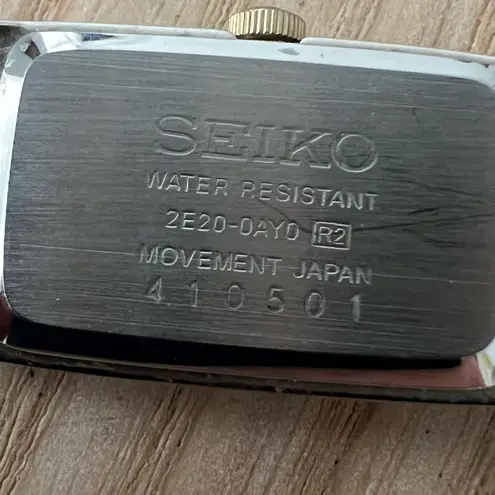 SEIKO
WATER RESISTANT
2E20-0AY0 R2
MOVEMENT JAPAN
410501